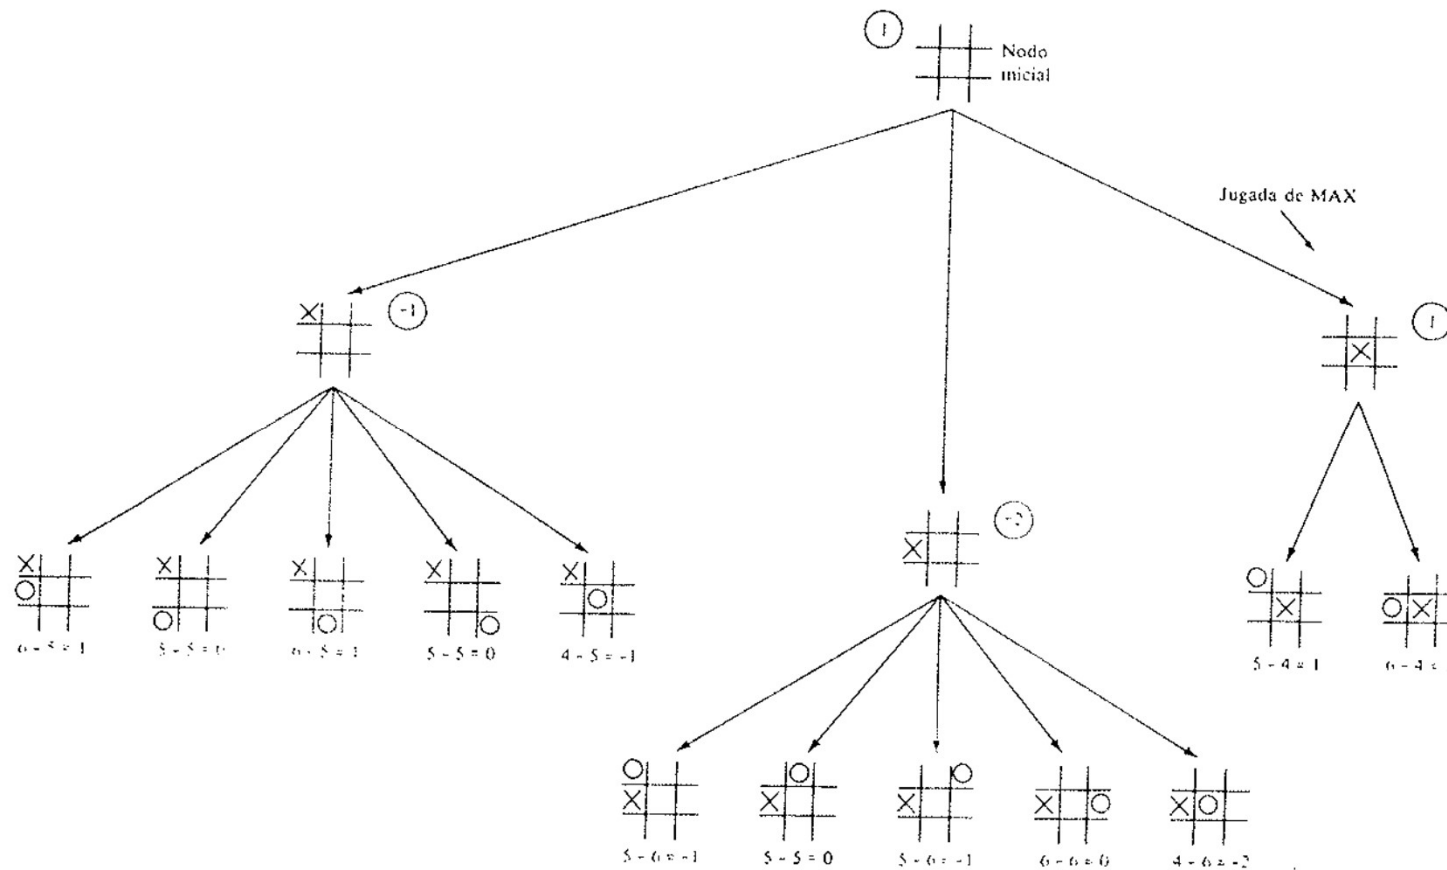 1
Nodo
inicial
Jugada de MAX
-1
1
-2
6 - 5 = 1
5 - 5 = 0
6 - 5 = 1
5 - 5 = 0
4 - 5 = -1
5 - 4 = 1
6 - 4 =
5 - 6 = -1
5 - 5 = 0
5 - 6 = -1
6 - 6 = 0
4 - 6 = -2